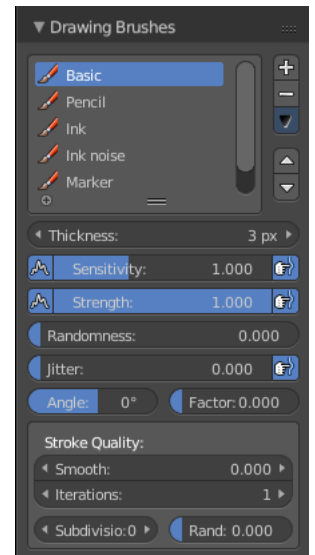 Drawing Brushes
Basic
Pencil
Ink
Ink noise
Marker
Thickness: 3 px
Sensitivity: 1.000
Strength: 1.000
Randomness: 0.000
Jitter: 0.000
Angle: 0° Factor: 0.000
Stroke Quality:
Smooth: 0.000
Iterations: 1
Subdivisio: 0 Rand: 0.000